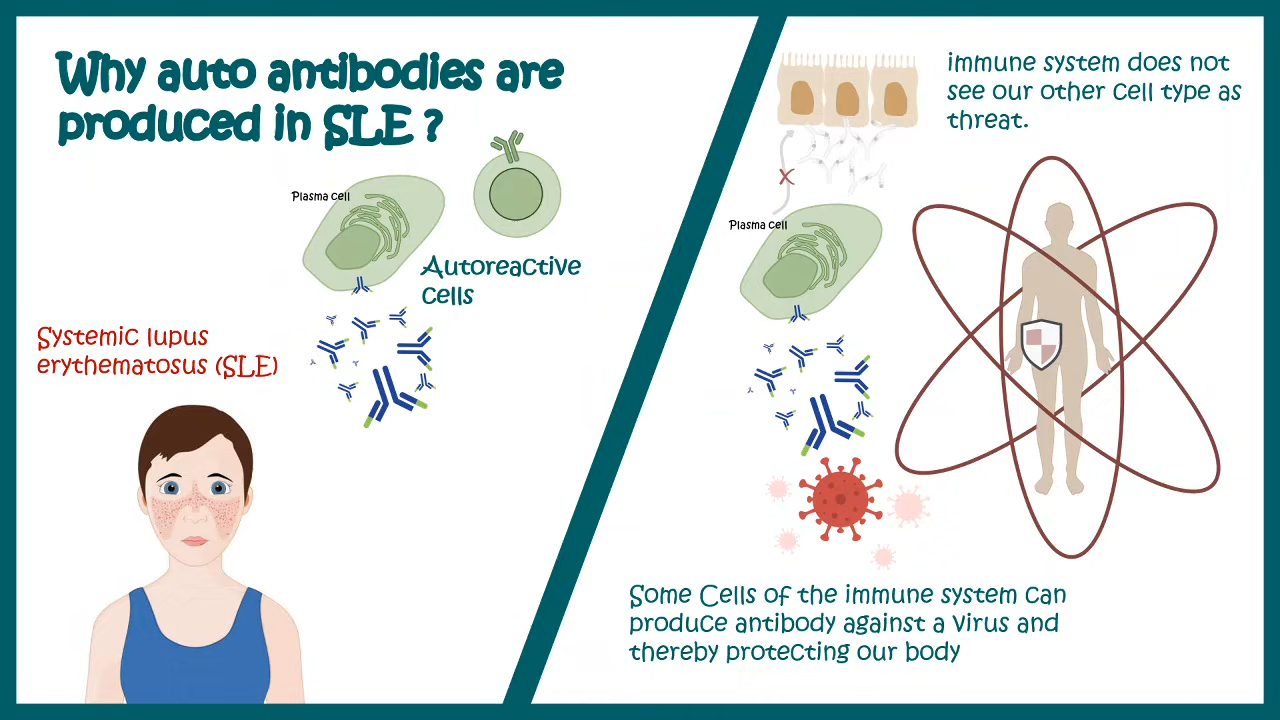 Why auto antibodies are
produced in SLE ?
Plasma cell
Autoreactive
cells
Systemic lupus
erythematosus (SLE)
immune system does not
see our other cell type as
threat.
Plasma cell
Some Cells of the immune system can
produce antibody against a virus and
thereby protecting our body